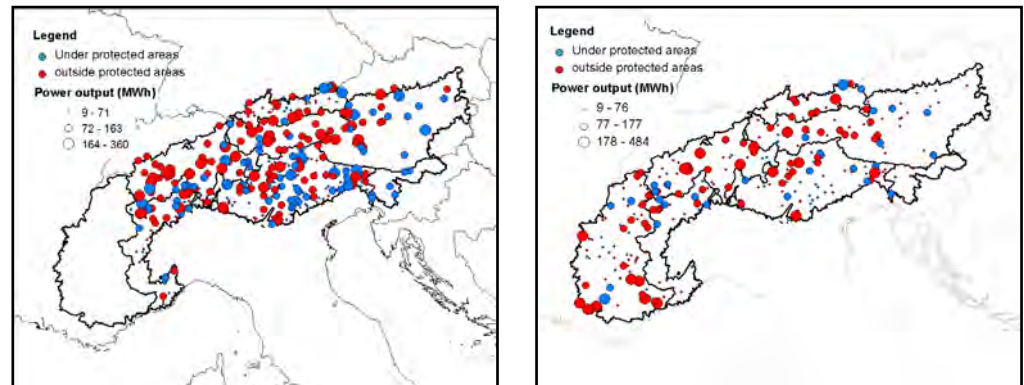 Legend
Under protected areas
outside protected areas
Power output (MWh)
9 - 71
72 - 163
164 - 360
Legend
Under protected areas
outside protected areas
Power output (MWh)
9 - 76
77 - 177
178 - 484